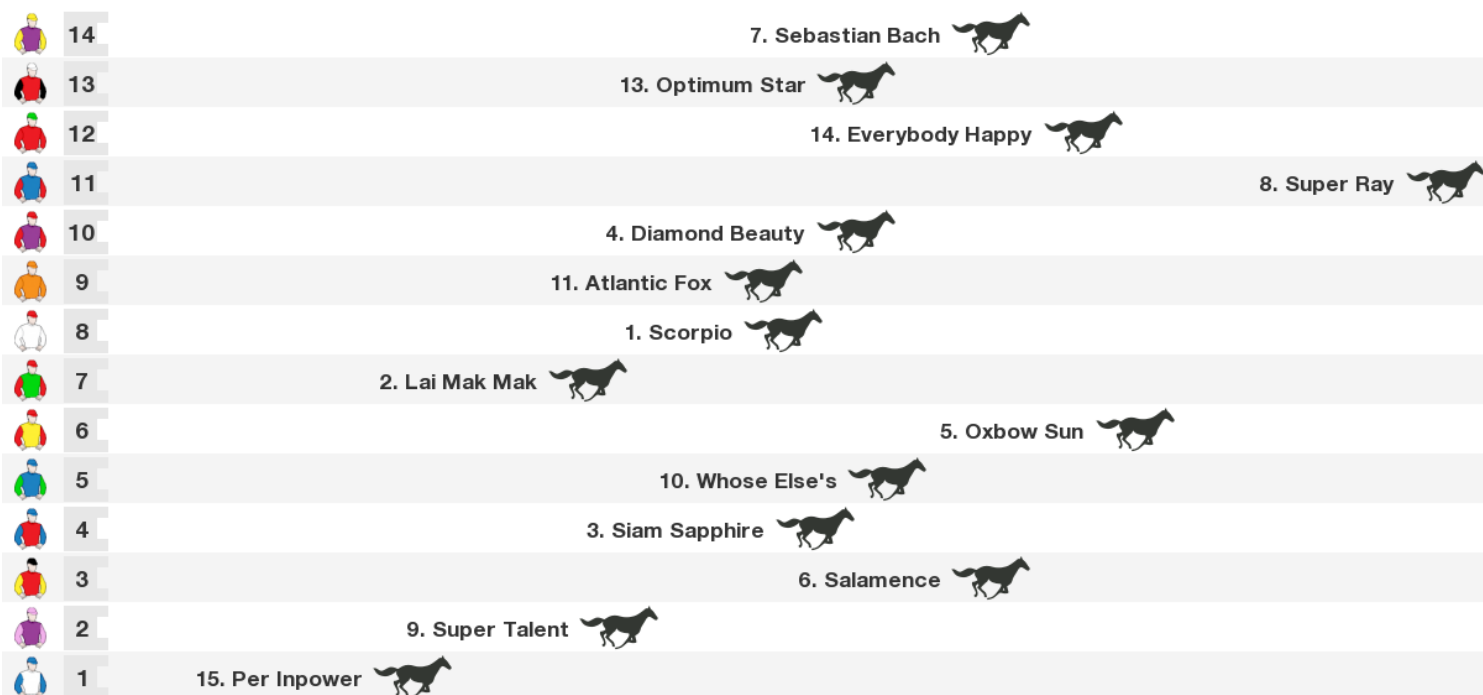 14 7. Sebastian Bach
13 13. Optimum Star
12 14. Everybody Happy
11 8. Super Ray
10 4. Diamond Beauty
9 11. Atlantic Fox
8 1. Scorpio
7 2. Lai Mak Mak
6 5. Oxbow Sun
5 10. Whose Else's
4 3. Siam Sapphire
3 6. Salamence
2 9. Super Talent
1 15. Per Inpower